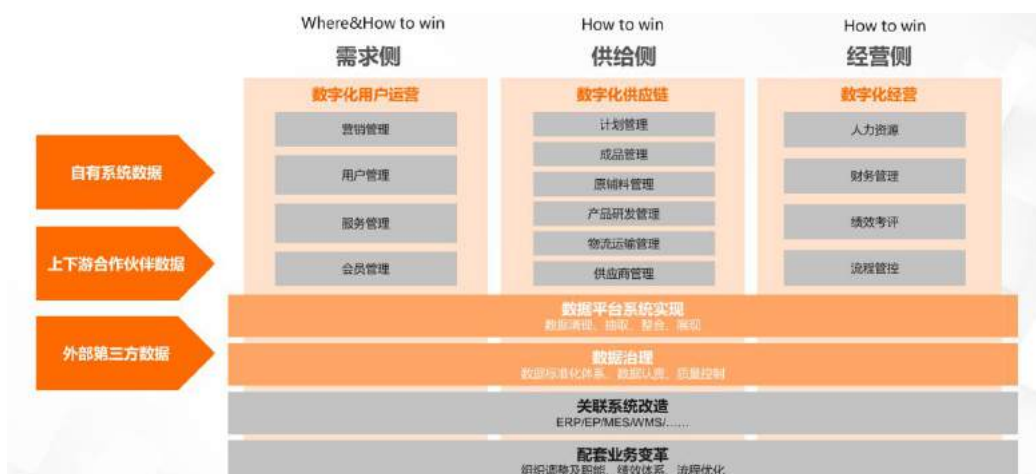 Where&How to win
需求侧
How to win
供给侧
How to win
经营侧
数字化用户运营
营销管理
用户管理
服务管理
会员管理
数字化供应链
计划管理
成品管理
原辅料管理
产品研发管理
物流运输管理
供应商管理
数字化经营
人力资源
财务管理
绩效考评
流程管控
自有系统数据
上下游合作伙伴数据
外部第三方数据
数据平台系统实现
数据清理、抽取、整合、展现
数据治理
数据标准化体系、数据认责、质量控制
关联系统改造
ERP/EP/MES/WMS/……
配套业务变革
组织调整及职能、绩效体系、流程优化